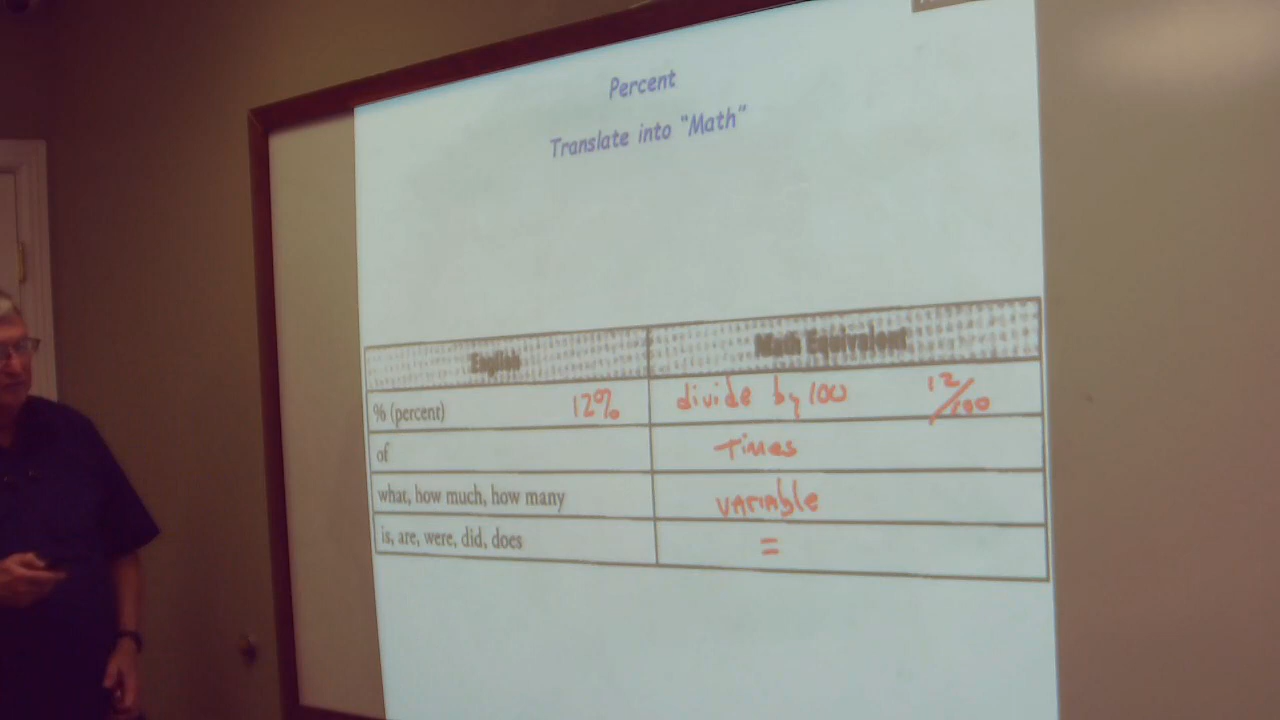 Percent
Translate into "Math"
English Math Equivalent
% (percent) 12% divide by 100 12/100
of Times
what, how much, how many variable
is, are, were, did, does =